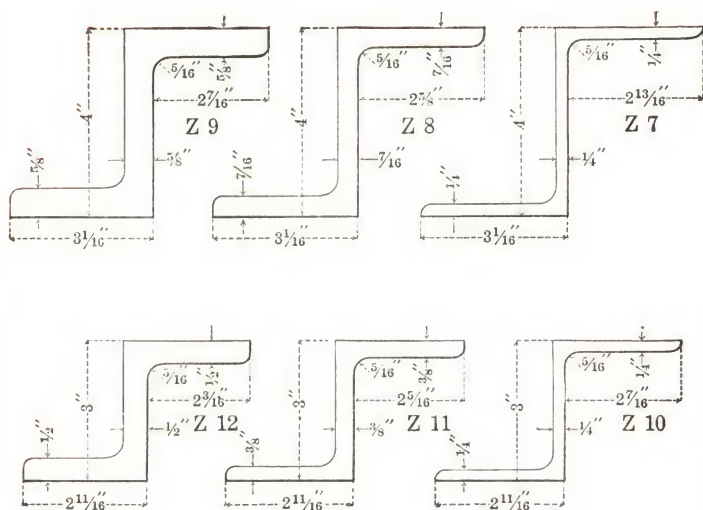 5/16″ 5/8″ 2 7/16″ 4″ Z 9 5/8″ 5/8″ 3 1/16″
5/16″ 7/16″ 2 5/8″ 4″ Z 8 7/16″ 7/16″ 3 1/16″
5/16″ 1/4″ 2 13/16″ 4″ Z 7 1/4″ 1/4″ 3 1/16″
5/16″ 1/2″ 2 3/16″ 3″ Z 12 1/2″ 1/2″ 2 11/16″
5/16″ 3/8″ 2 5/16″ 3″ Z 11 3/8″ 3/8″ 2 11/16″
5/16″ 1/4″ 2 7/16″ 3″ Z 10 1/4″ 1/4″ 2 11/16″